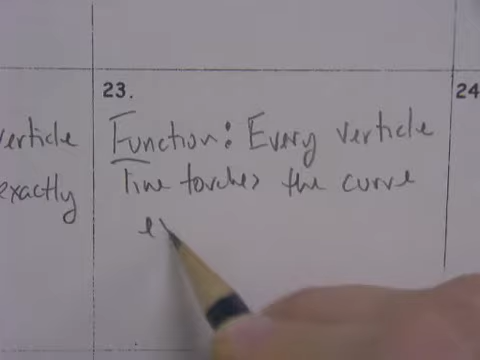 23.
24
verticle
Function: Every verticle
exactly
line touches the curve